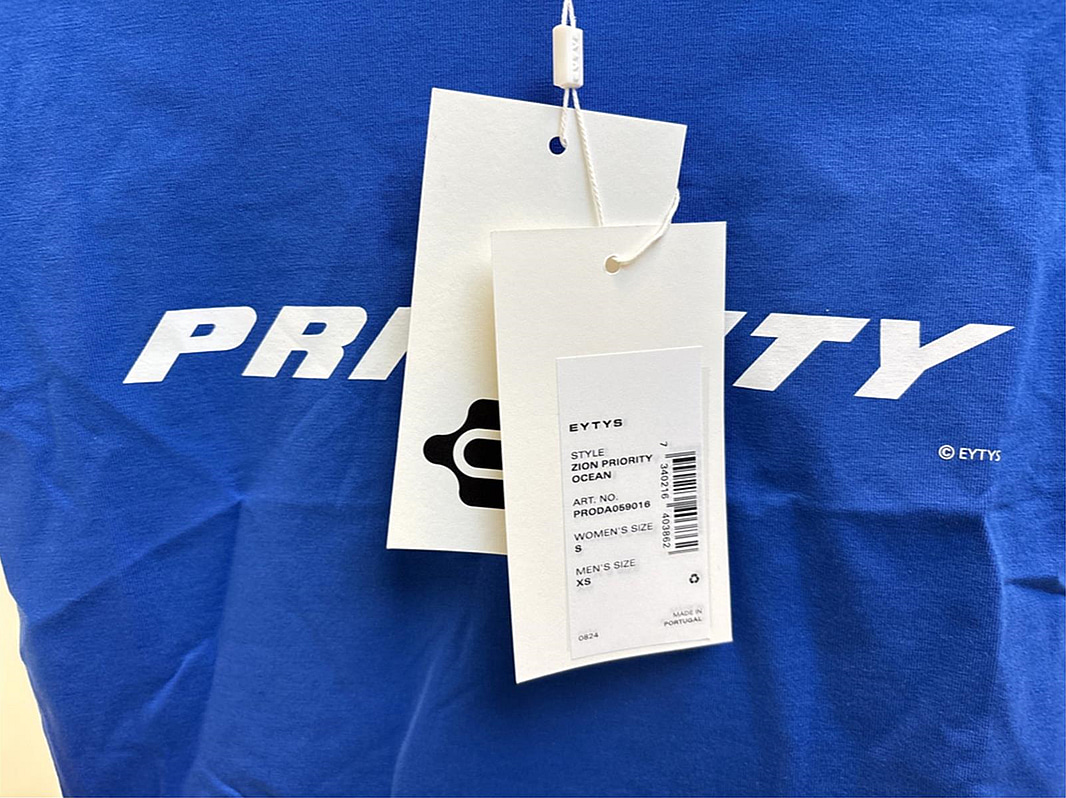 PRI ITY
© EYTYS
EYTYS
STYLE
ZION PRIORITY
OCEAN
ART. NO.
PRODA059016
WOMEN'S SIZE
S
MEN'S SIZE
XS
7 340216 403862
0824
MADE IN
PORTUGAL